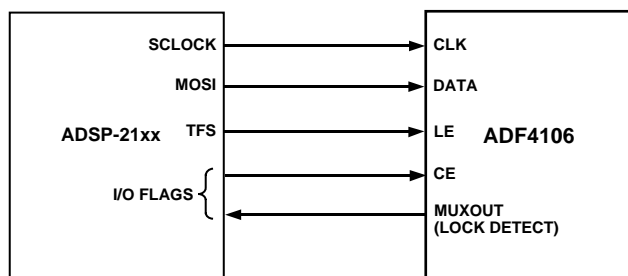 SCLOCK
MOSI
TFS
ADSP-21xx
I/O FLAGS
CLK
DATA
LE
ADF4106
CE
MUXOUT
(LOCK DETECT)